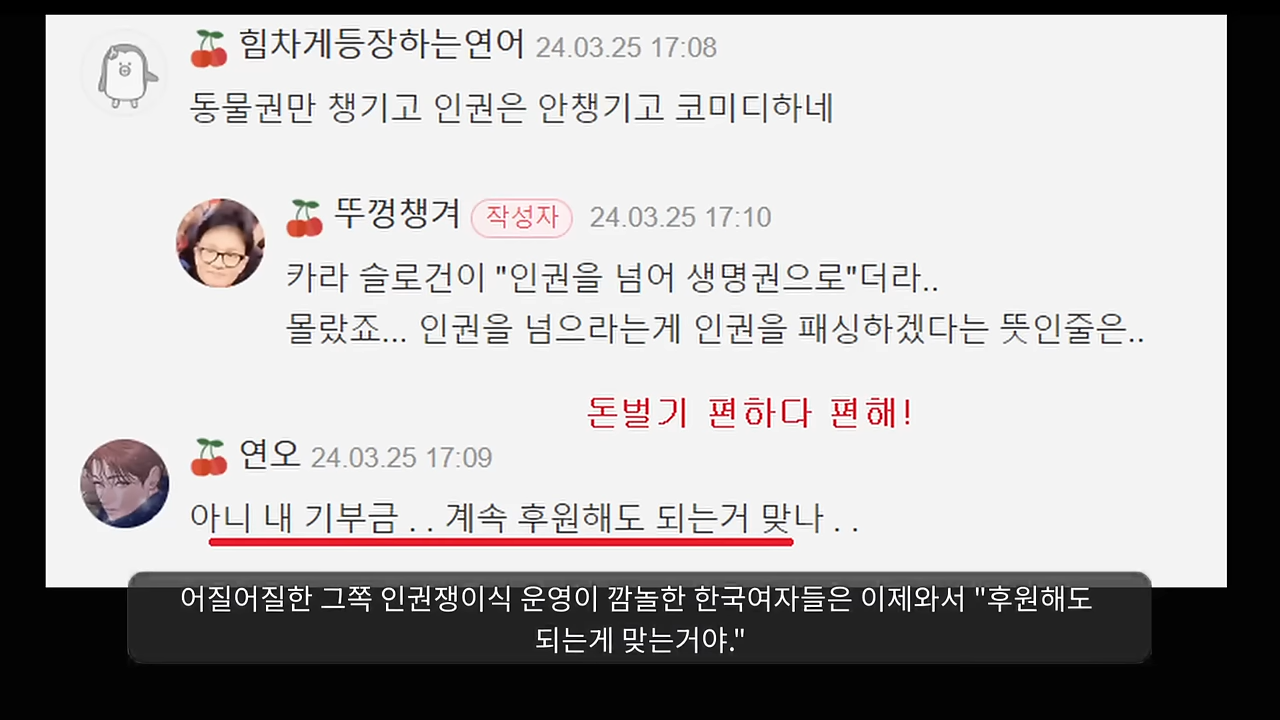 힘차게등장하는연어 24.03.25 17:08
동물권만 챙기고 인권은 안챙기고 코미디하네
뚜껑챙겨 작성자 24.03.25 17:10
카라 슬로건이 "인권을 넘어 생명권으로"더라..
몰랐죠... 인권을 넘으라는게 인권을 패싱하겠다는 뜻인줄은..
돈벌기 편하다 편해!
연오 24.03.25 17:09
아니 내 기부금 . . 계속 후원해도 되는거 맞나 . .
어질어질한 그쪽 인권쟁이식 운영이 깜놀한 한국여자들은 이제와서 "후원해도
되는게 맞는거야."